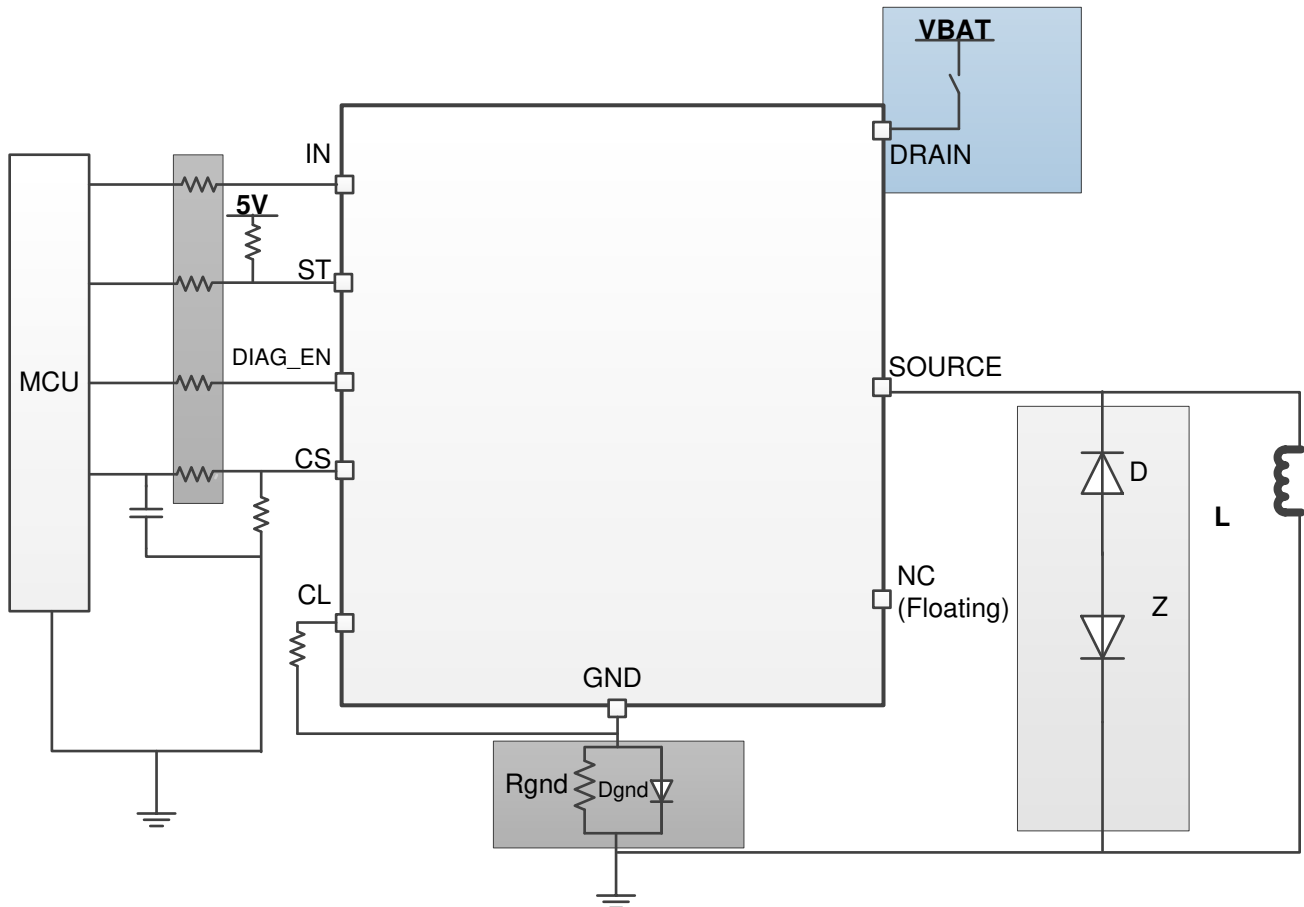 VBAT
DRAIN
IN
5V
ST
DIAG_EN
MCU
SOURCE
CS
D
L
CL
NC
(Floating)
Z
GND
Rgnd
Dgnd